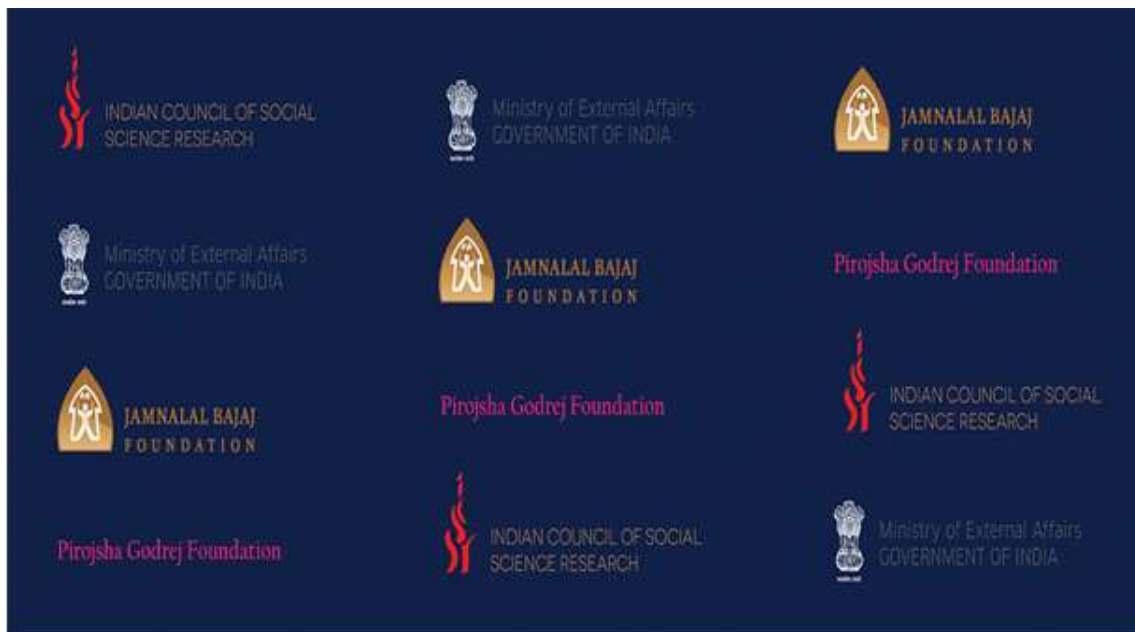 INDIAN COUNCIL OF SOCIAL
SCIENCE RESEARCH
Ministry of External Affairs
GOVERNMENT OF INDIA
JAMNALAL BAJAJ
FOUNDATION
Ministry of External Affairs
GOVERNMENT OF INDIA
JAMNALAL BAJAJ
FOUNDATION
Pirojsha Godrej Foundation
JAMNALAL BAJAJ
FOUNDATION
Pirojsha Godrej Foundation
INDIAN COUNCIL OF SOCIAL
SCIENCE RESEARCH
Pirojsha Godrej Foundation
INDIAN COUNCIL OF SOCIAL
SCIENCE RESEARCH
Ministry of External Affairs
GOVERNMENT OF INDIA